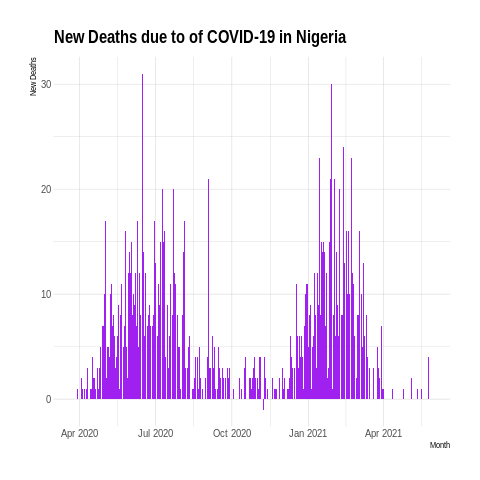 New Deaths due to of COVID-19 in Nigeria
New Deaths
30
20
10
0
Apr 2020 Jul 2020 Oct 2020 Jan 2021 Apr 2021
Month